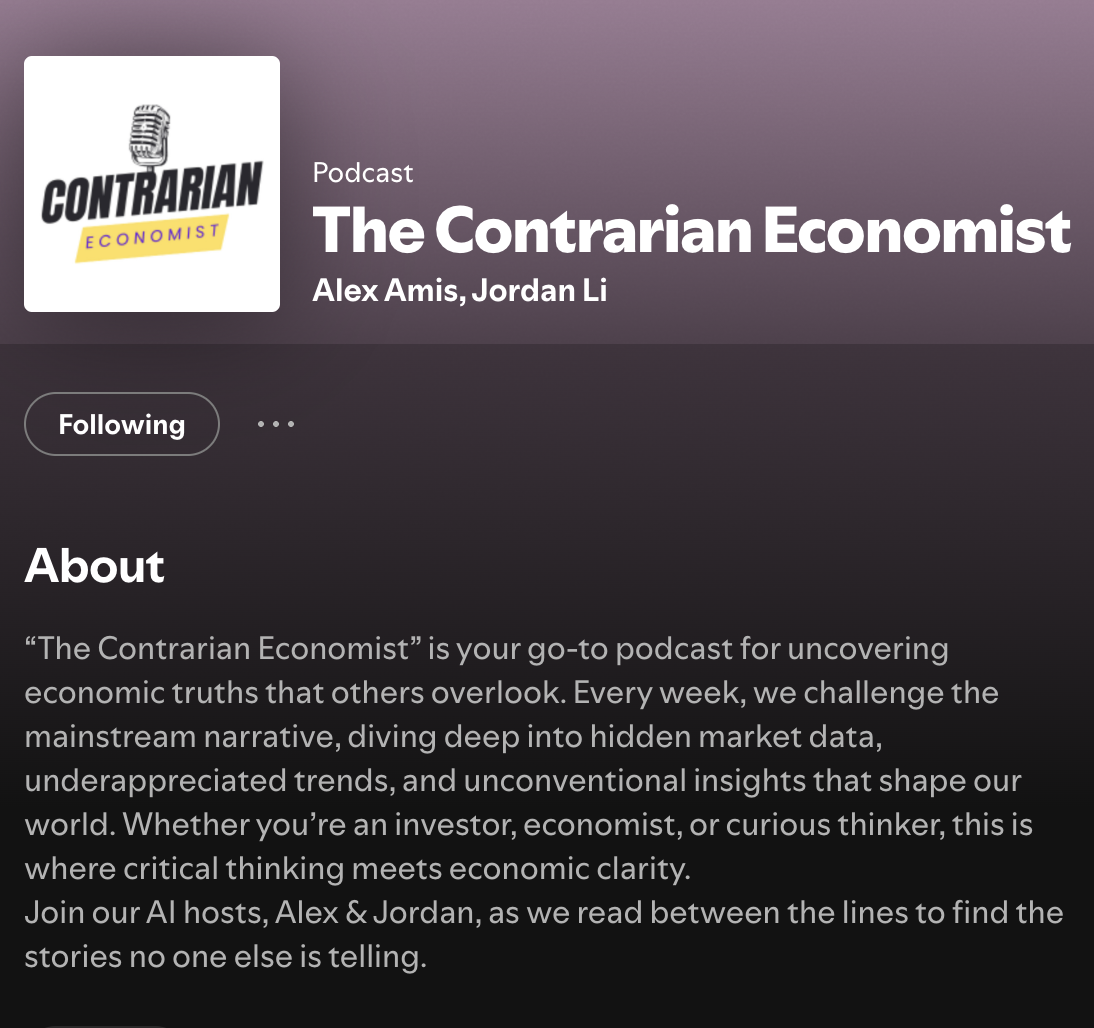 CONTRARIAN
ECONOMIST
Podcast
The Contrarian Economist
Alex Amis, Jordan Li
Following
About
“The Contrarian Economist” is your go-to podcast for uncovering
economic truths that others overlook. Every week, we challenge the
mainstream narrative, diving deep into hidden market data,
underappreciated trends, and unconventional insights that shape our
world. Whether you’re an investor, economist, or curious thinker, this is
where critical thinking meets economic clarity.
Join our AI hosts, Alex & Jordan, as we read between the lines to find the
stories no one else is telling.